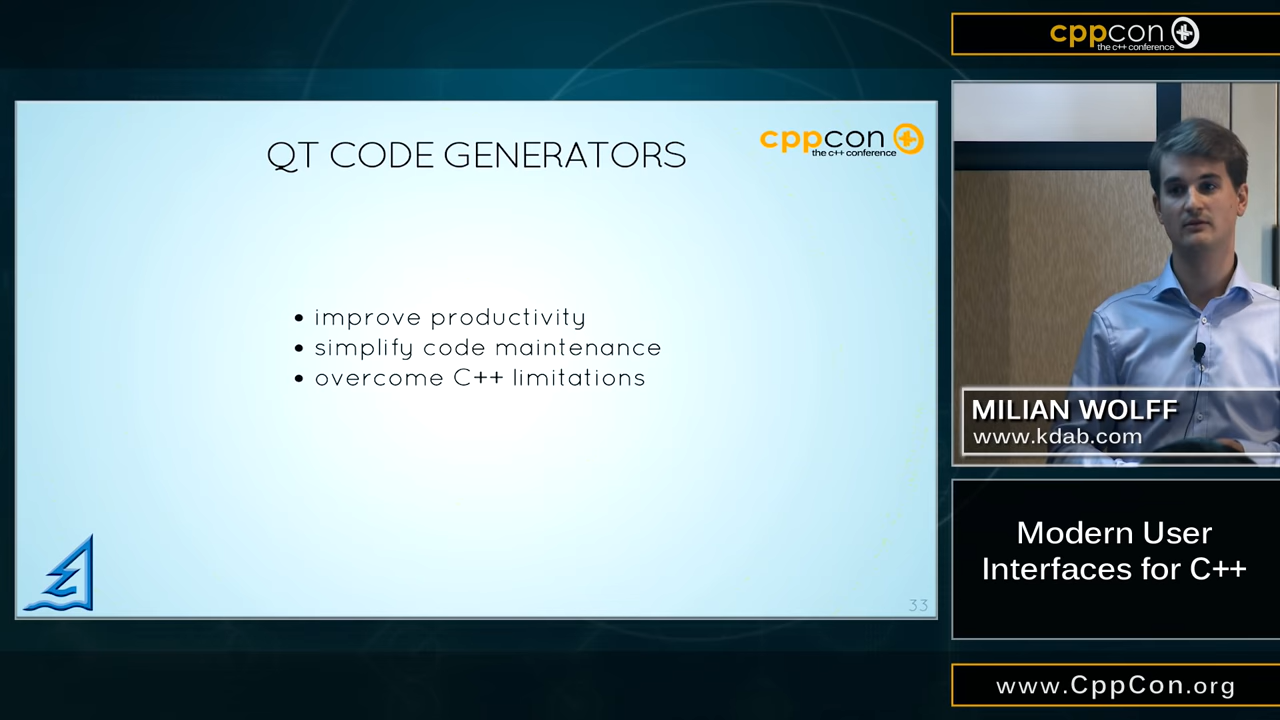 QT CODE GENERATORS
cppcon
the c++ conference
• improve productivity
• simplify code maintenance
• overcome C++ limitations
33
cppcon
the c++ conference
MILIAN WOLFF
www.kdab.com
Modern User
Interfaces for C++
www.CppCon.org